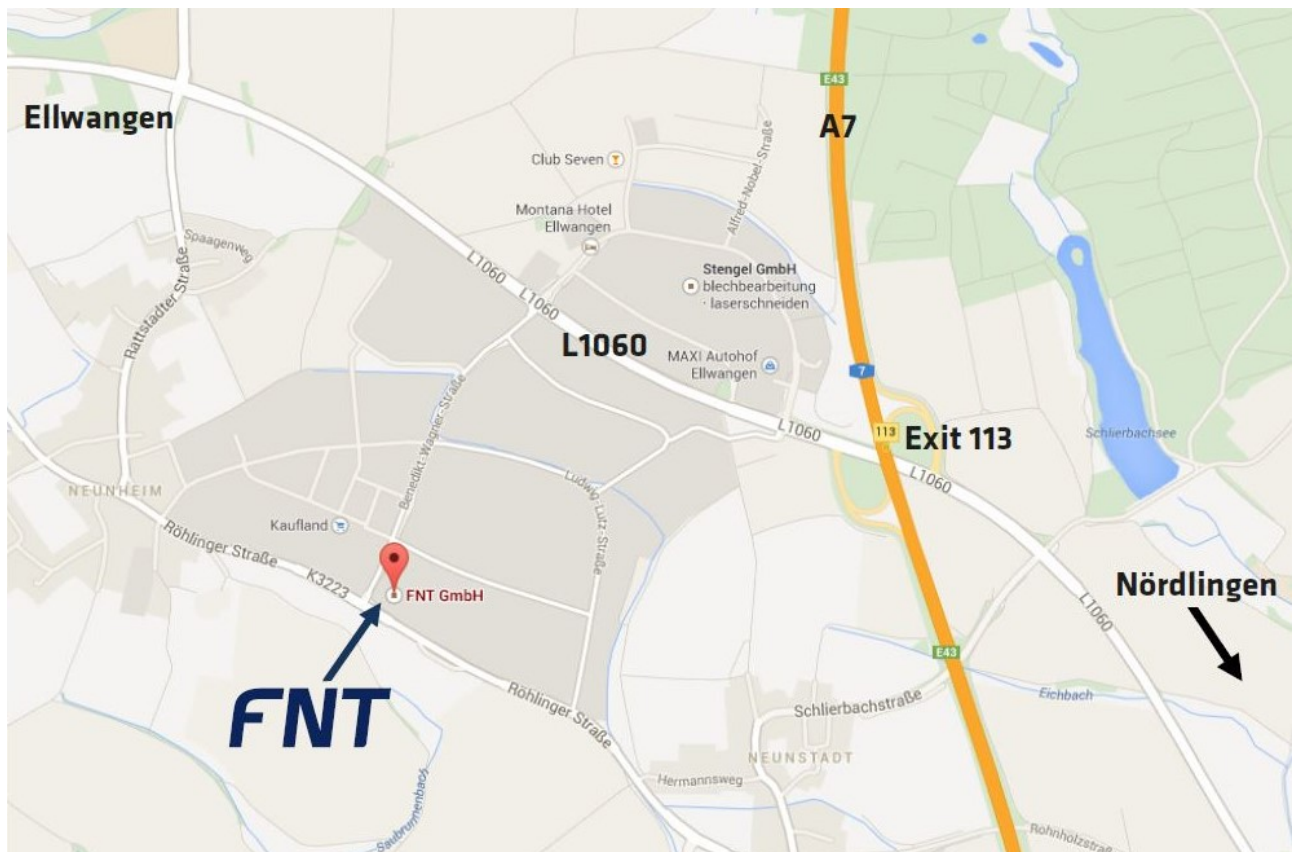 E43
Ellwangen
A7
Club Seven
Montana Hotel
Ellwangen
Alfred-Nobel-Straße
Spaagenweg
L1060
Stengel GmbH
blechbearbeitung
· laserschneiden
Rattstadter Straße
L1060
L1060
MAXI Autohof
Ellwangen
7
Benedikt-Wagner-Straße
L1060
113
Exit 113
Schlierbachsee
L1060
NEUNHEIM
Ludwig-Lutz-Straße
Kaufland
Röhlinger Straße
K3223
FNT GmbH
Nördlingen
L1060
FNT
E43
Röhlinger Straße
Schlierbachstraße
Eichbach
NEUNSTADT
Hermannsweg
Saubrunnenbach
Rohnholzstraß